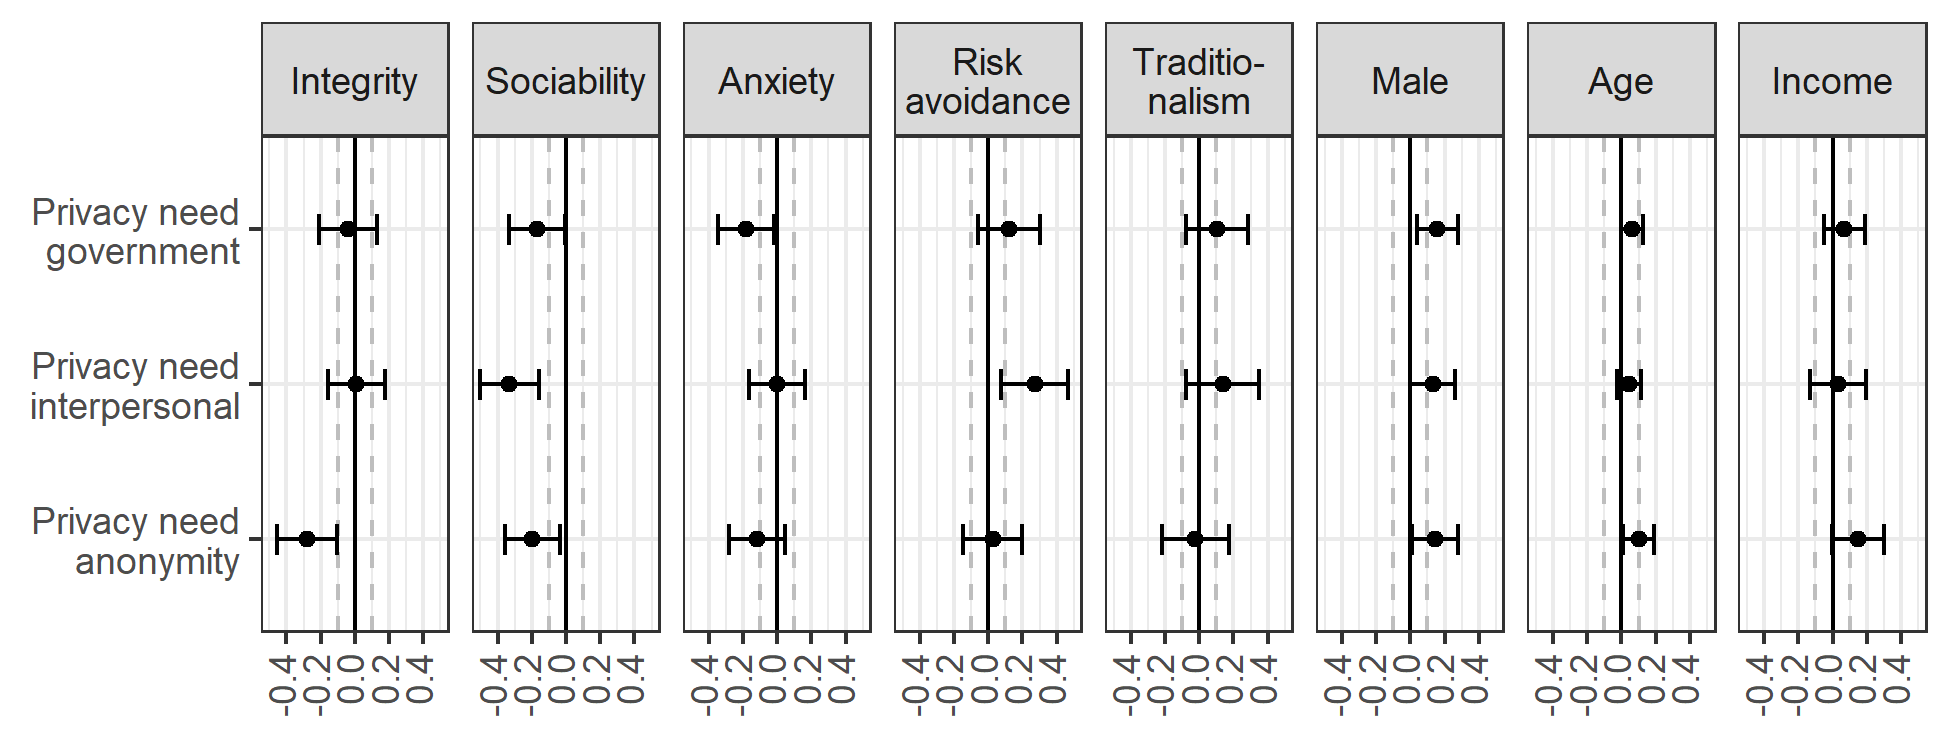 Integrity
Sociability
Anxiety
Risk
avoidance
Traditio-
nalism
Male
Age
Income
Privacy need
government
Privacy need
interpersonal
Privacy need
anonymity
-0.4 -0.2 0.0 0.2 0.4
-0.4 -0.2 0.0 0.2 0.4
-0.4 -0.2 0.0 0.2 0.4
-0.4 -0.2 0.0 0.2 0.4
-0.4 -0.2 0.0 0.2 0.4
-0.4 -0.2 0.0 0.2 0.4
-0.4 -0.2 0.0 0.2 0.4
-0.4 -0.2 0.0 0.2 0.4